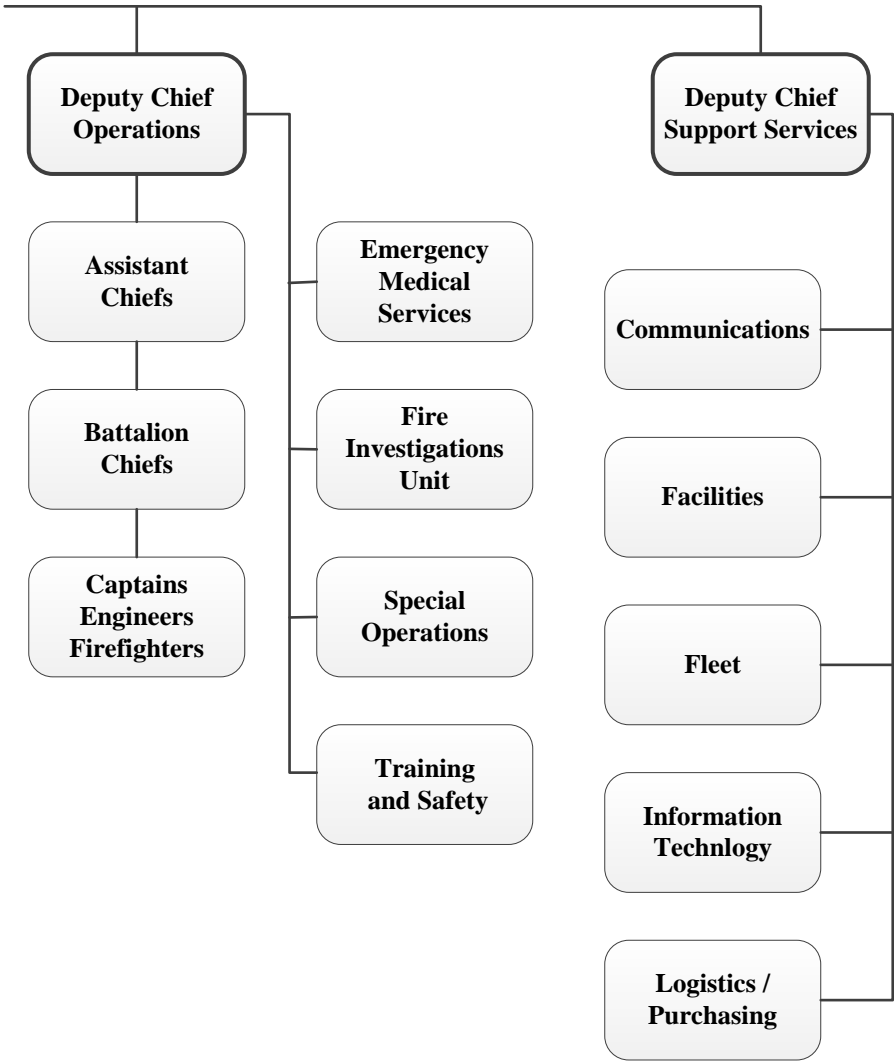 Deputy Chief
Operations
Deputy Chief
Support Services
Assistant
Chiefs
Emergency
Medical
Services
Communications
Battalion
Chiefs
Fire
Investigations
Unit
Facilities
Captains
Engineers
Firefighters
Special
Operations
Fleet
Training
and Safety
Information
Technlogy
Logistics /
Purchasing